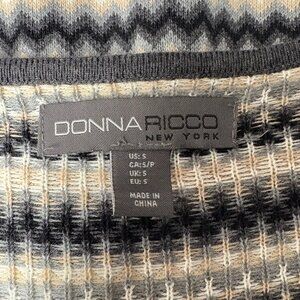 DONNA RICCO
NEW YORK
US: S
CA: S/P
UK: S
EU: S
MADE IN
CHINA